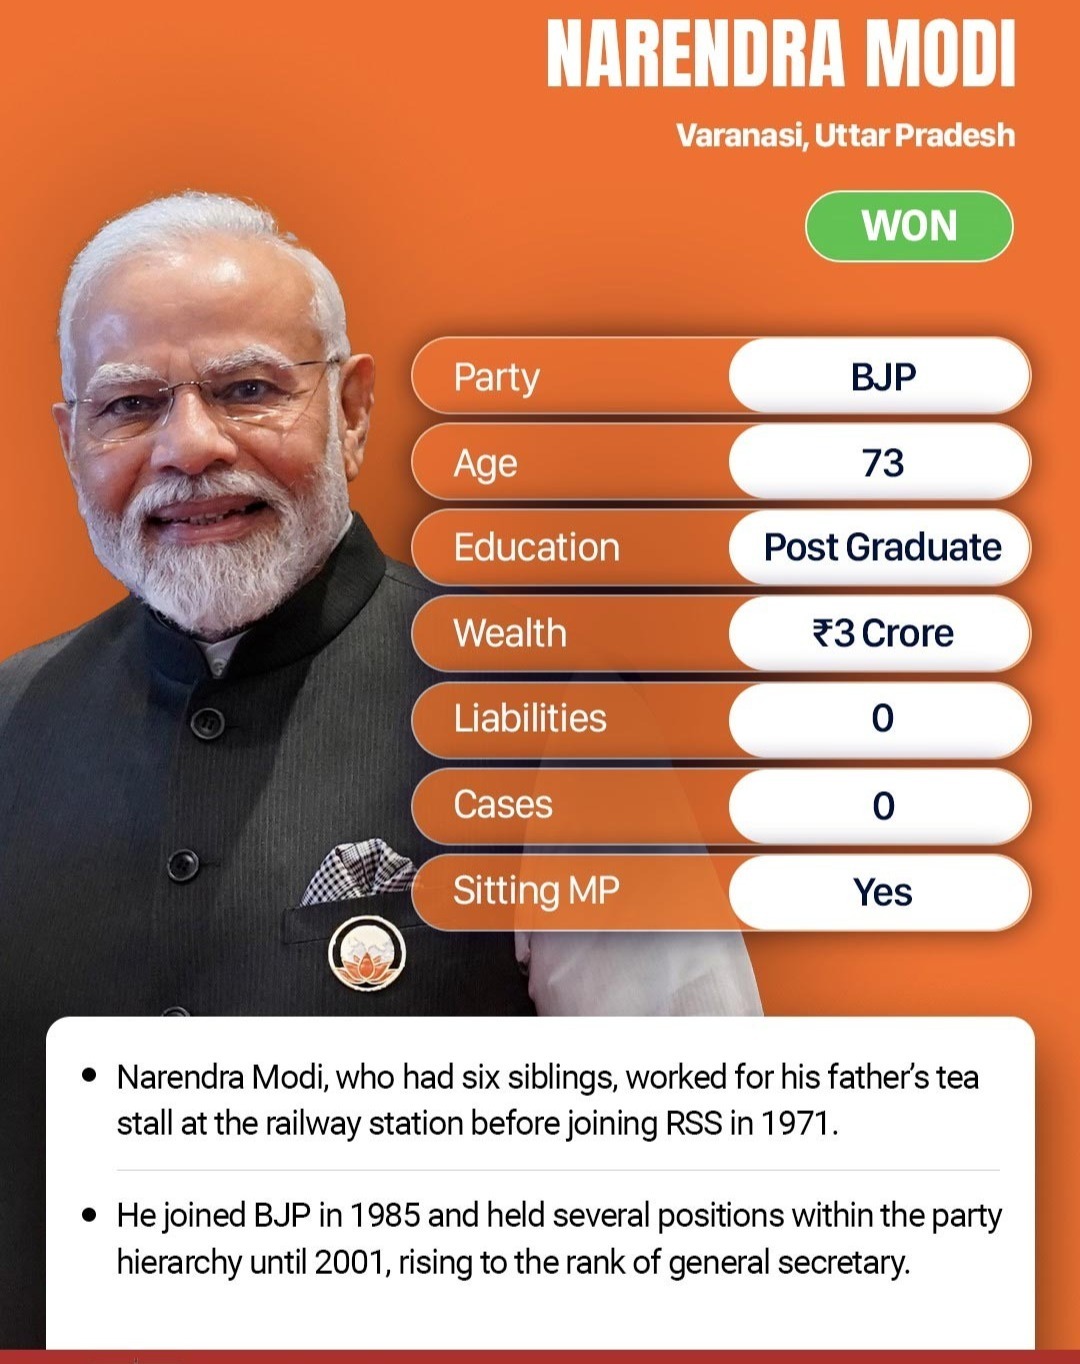 NARENDRA MODI
Varanasi, Uttar Pradesh
WON
Party BJP
Age 73
Education Post Graduate
Wealth ₹3 Crore
Liabilities 0
Cases 0
Sitting MP Yes
• Narendra Modi, who had six siblings, worked for his father's tea
stall at the railway station before joining RSS in 1971.
• He joined BJP in 1985 and held several positions within the party
hierarchy until 2001, rising to the rank of general secretary.